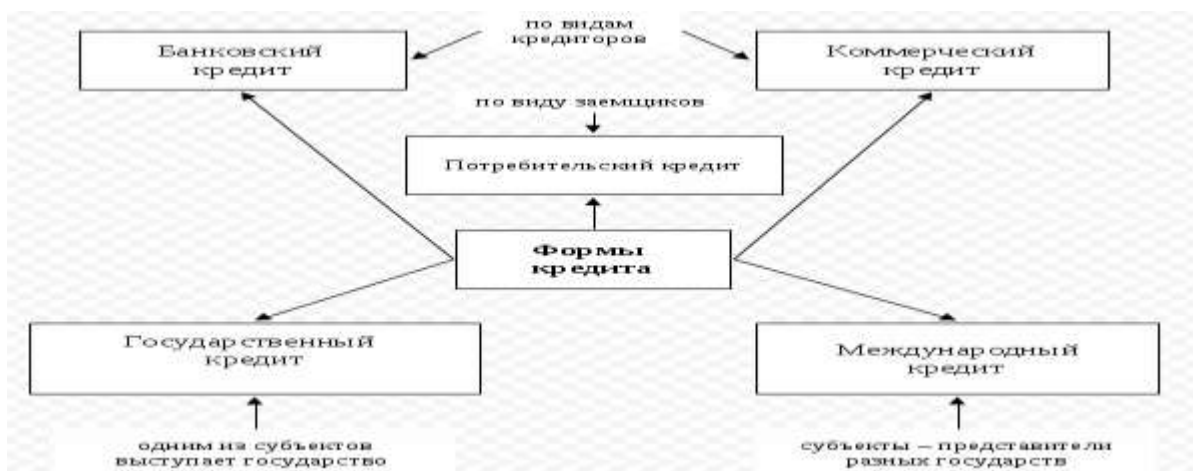 по видам
кредиторов
Банковский
кредит
Коммерческий
кредит
по виду заемщиков
Потребительский кредит
Формы
кредита
Государственный
кредит
Международный
кредит
одним из субъектов
выступает государство
субъекты – представители
разных государств